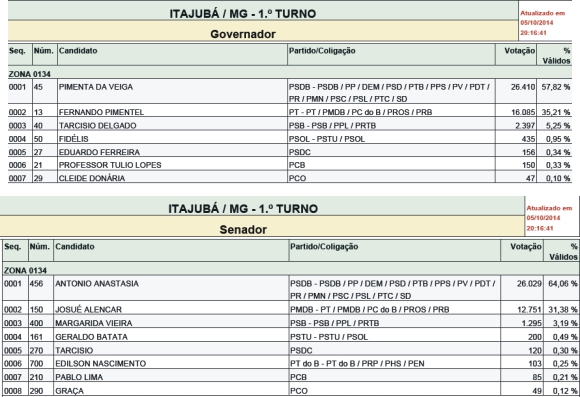 ITAJUBÁ / MG - 1.º TURNO
Atualizado em
05/10/2014
20:16:41
Governador
Seq. Núm. Candidato Partido/Coligação Votação %
Válidos
ZONA 0134
0001 45 PIMENTA DA VEIGA PSDB - PSDB / PP / DEM / PSD / PTB / PPS / PV / PDT / 26.410 57,82 %
PR / PMN / PSC / PSL / PTC / SD
0002 13 FERNANDO PIMENTEL PT - PT / PMDB / PC do B / PROS / PRB 16.085 35,21 %
0003 40 TARCISIO DELGADO PSB - PSB / PPL / PRTB 2.397 5,25 %
0004 50 FIDÉLIS PSOL - PSTU / PSOL 435 0,95 %
0005 27 EDUARDO FERREIRA PSDC 156 0,34 %
0006 21 PROFESSOR TULIO LOPES PCB 150 0,33 %
0007 29 CLEIDE DONÁRIA PCO 47 0,10 %
ITAJUBÁ / MG - 1.º TURNO
Atualizado em
05/10/2014
20:16:41
Senador
Seq. Núm. Candidato Partido/Coligação Votação %
Válidos
ZONA 0134
0001 456 ANTONIO ANASTASIA PSDB - PSDB / PP / DEM / PSD / PTB / PPS / PV / PDT / 26.029 64,06 %
PR / PMN / PSC / PSL / PTC / SD
0002 150 JOSUÉ ALENCAR PMDB - PT / PMDB / PC do B / PROS / PRB 12.751 31,38 %
0003 400 MARGARIDA VIEIRA PSB - PSB / PPL / PRTB 1.295 3,19 %
0004 161 GERALDO BATATA PSTU - PSTU / PSOL 200 0,49 %
0005 270 TARCISIO PSDC 120 0,30 %
0006 700 EDILSON NASCIMENTO PT do B - PT do B / PRP / PHS / PEN 103 0,25 %
0007 210 PABLO LIMA PCB 85 0,21 %
0008 290 GRAÇA PCO 49 0,12 %